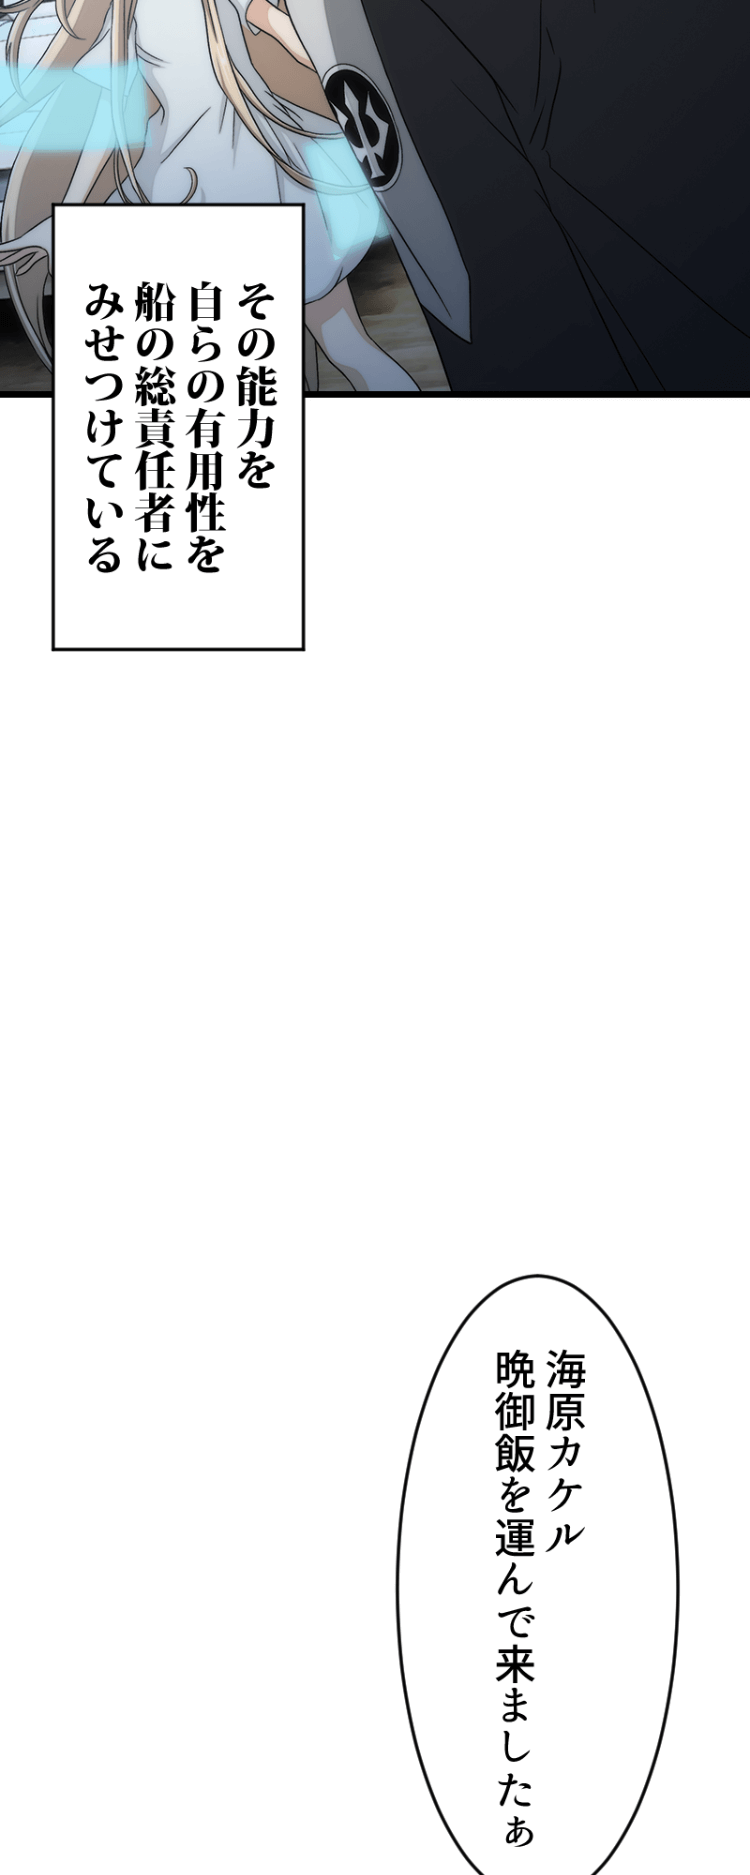 その能力を
自らの有用性を
船の総責任者に
みせつけている
海原カケル
晩御飯を運んで来ましたぁ